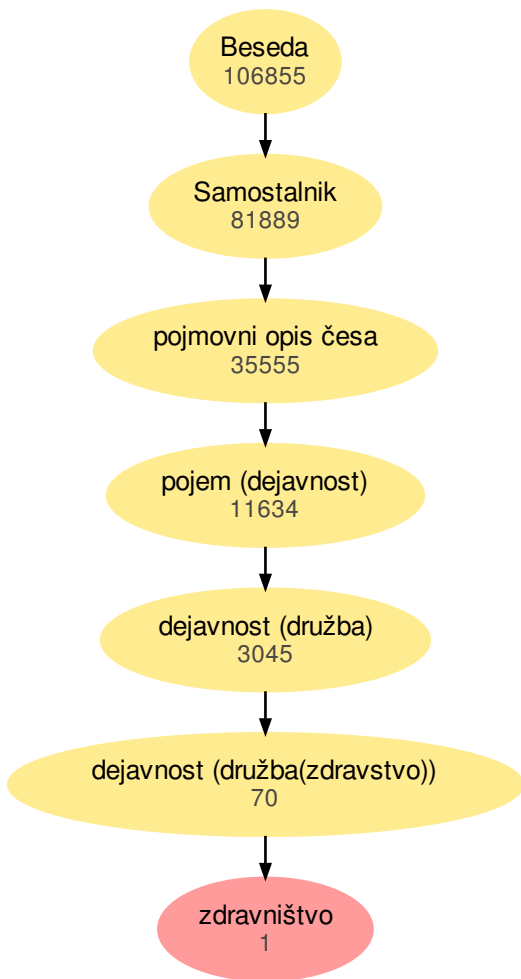 Beseda
106855
Samostalnik
81889
pojmovni opis česa
35555
pojem (dejavnost)
11634
dejavnost (družba)
3045
dejavnost (družba(zdravstvo))
70
zdravništvo
1